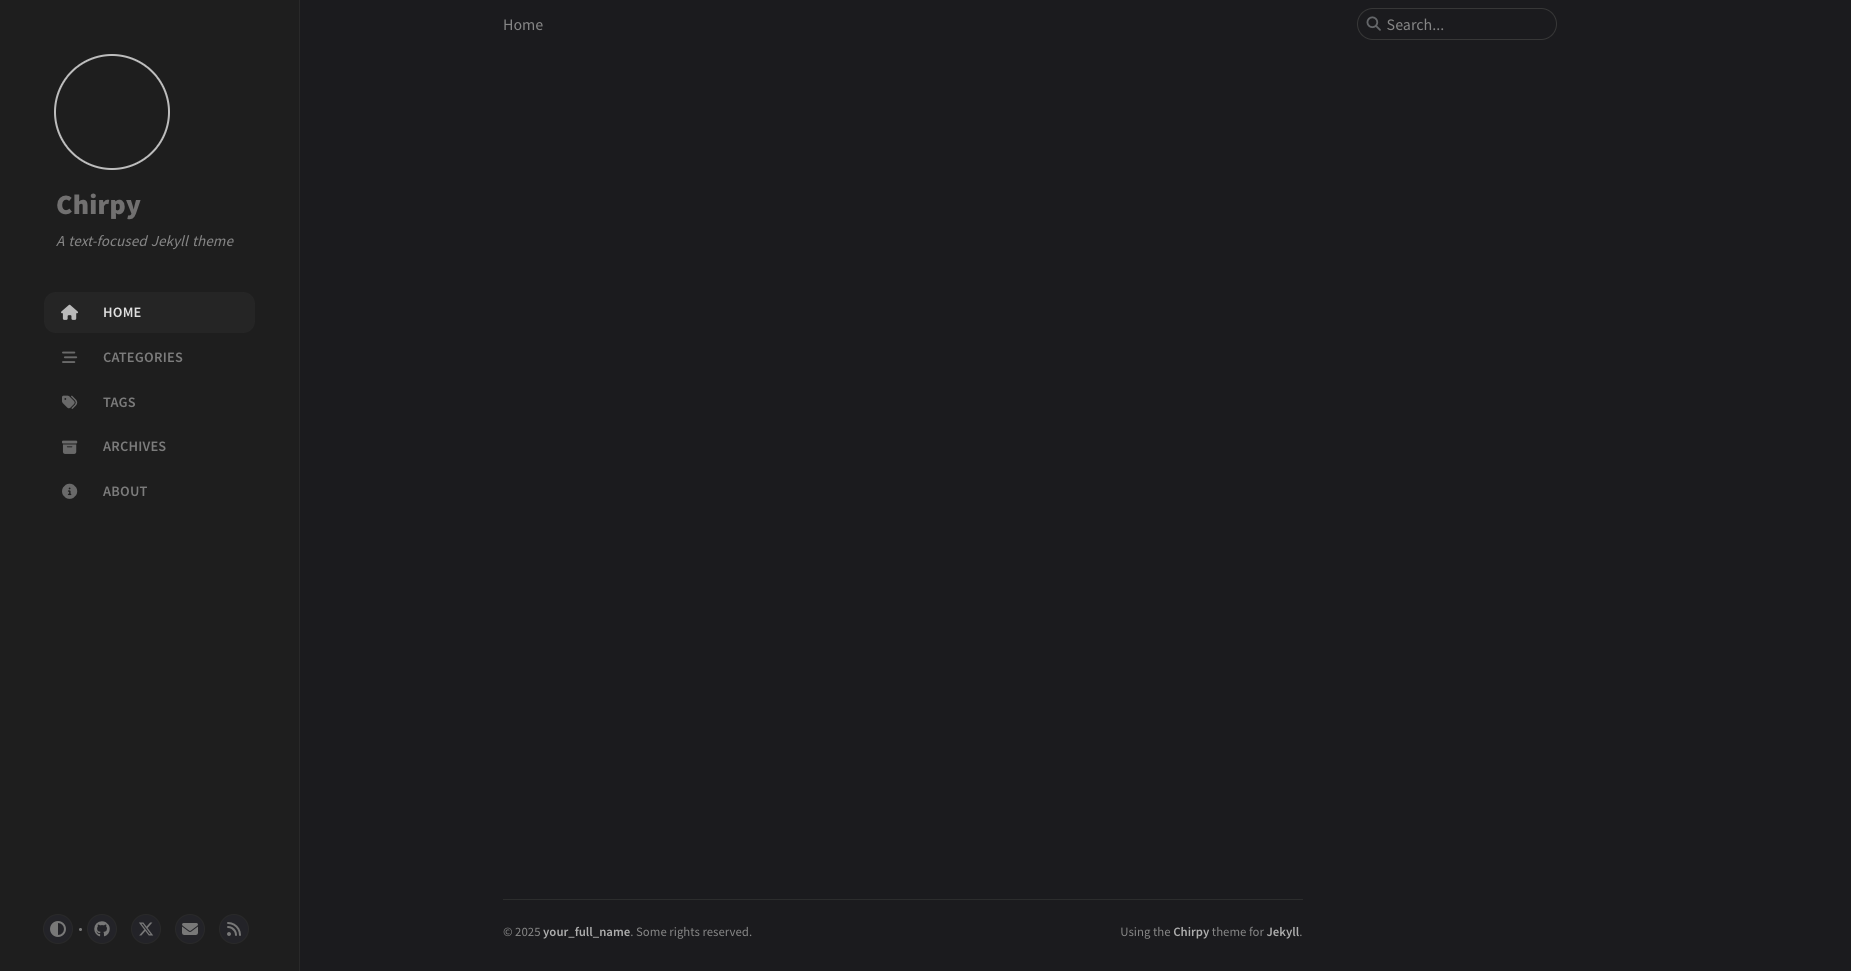 Chirpy
A text-focused Jekyll theme
HOME
CATEGORIES
TAGS
ARCHIVES
ABOUT
Home
Search...
© 2025 your_full_name. Some rights reserved.
Using the Chirpy theme for Jekyll.